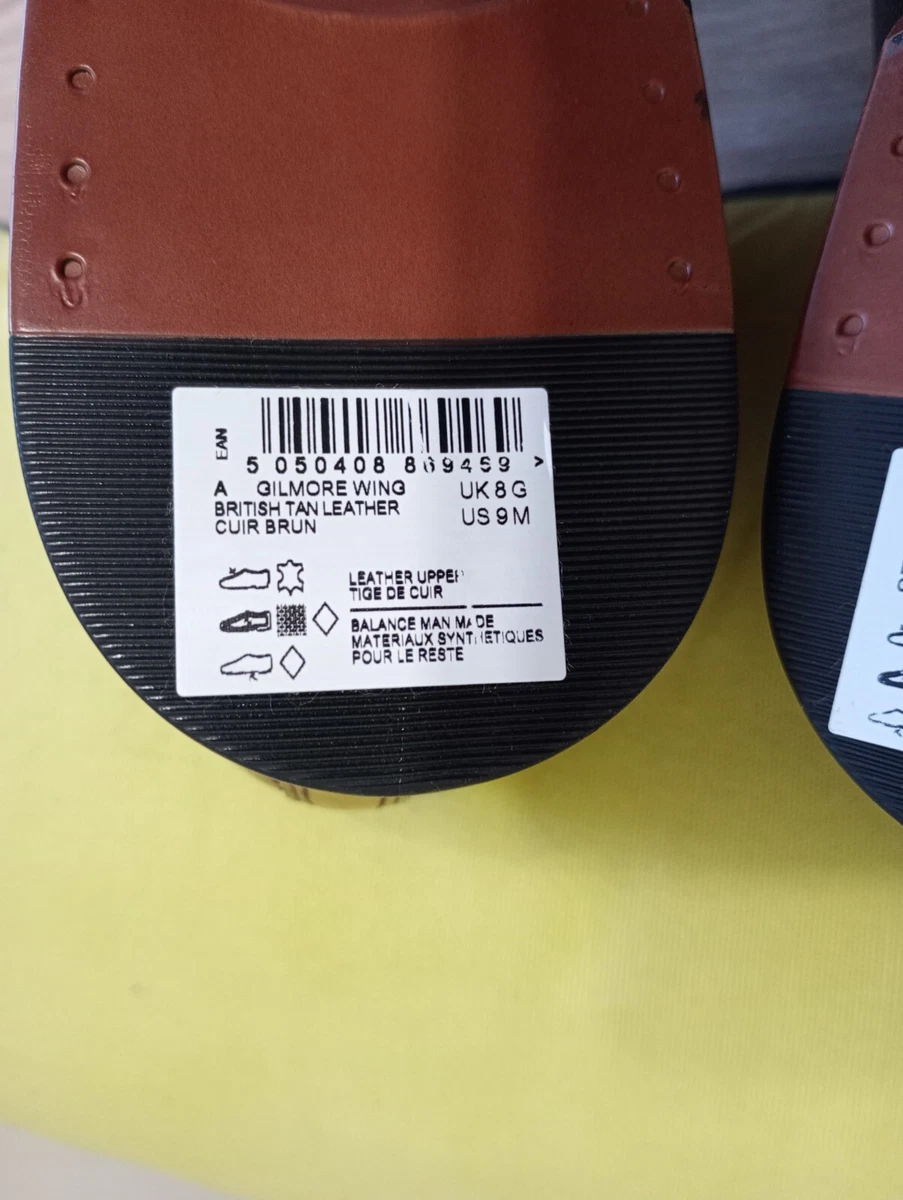 EAN
5 050408 869459 >
A GILMORE WING UK 8 G
BRITISH TAN LEATHER US 9 M
CUIR BRUN
LEATHER UPPER
TIGE DE CUIR
BALANCE MAN MADE
MATERIAUX SYNTHETIQUES
POUR LE RESTE